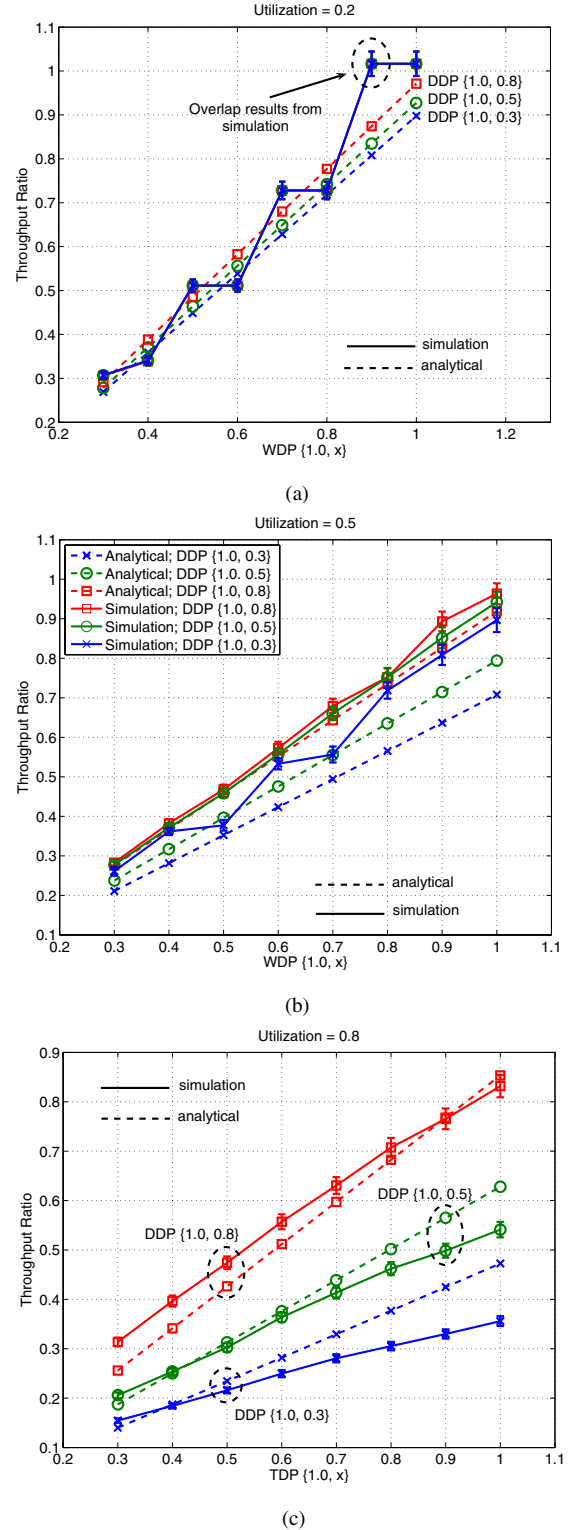 Utilization = 0.2
1.1
1
0.9
0.8
0.7
0.6
0.5
0.4
0.3
0.2
Throughput Ratio
Overlap results from
simulation
DDP {1.0, 0.8}
DDP {1.0, 0.5}
DDP {1.0, 0.3}
simulation
analytical
0.2 0.4 0.6 0.8 1 1.2
WDP {1.0, x}
(a)
Utilization = 0.5
1.1
1
0.9
0.8
0.7
0.6
0.5
0.4
0.3
0.2
0.1
Throughput Ratio
Analytical; DDP {1.0, 0.3}
Analytical; DDP {1.0. 0.5}
Analytical; DDP {1.0, 0.8}
Simulation; DDP {1.0, 0.8}
Simulation; DDP {1.0, 0.5}
Simulation; DDP {1.0, 0.3}
analytical
simulation
0.2 0.3 0.4 0.5 0.6 0.7 0.8 0.9 1 1.1
WDP {1.0, x}
(b)
Utilization = 0.8
0.9
0.8
0.7
0.6
0.5
0.4
0.3
0.2
0.1
Throughput Ratio
simulation
analytical
DDP {1.0, 0.5}
DDP {1.0, 0.8}
DDP {1.0, 0.3}
0.2 0.3 0.4 0.5 0.6 0.7 0.8 0.9 1 1.1
TDP {1.0, x}
(c)